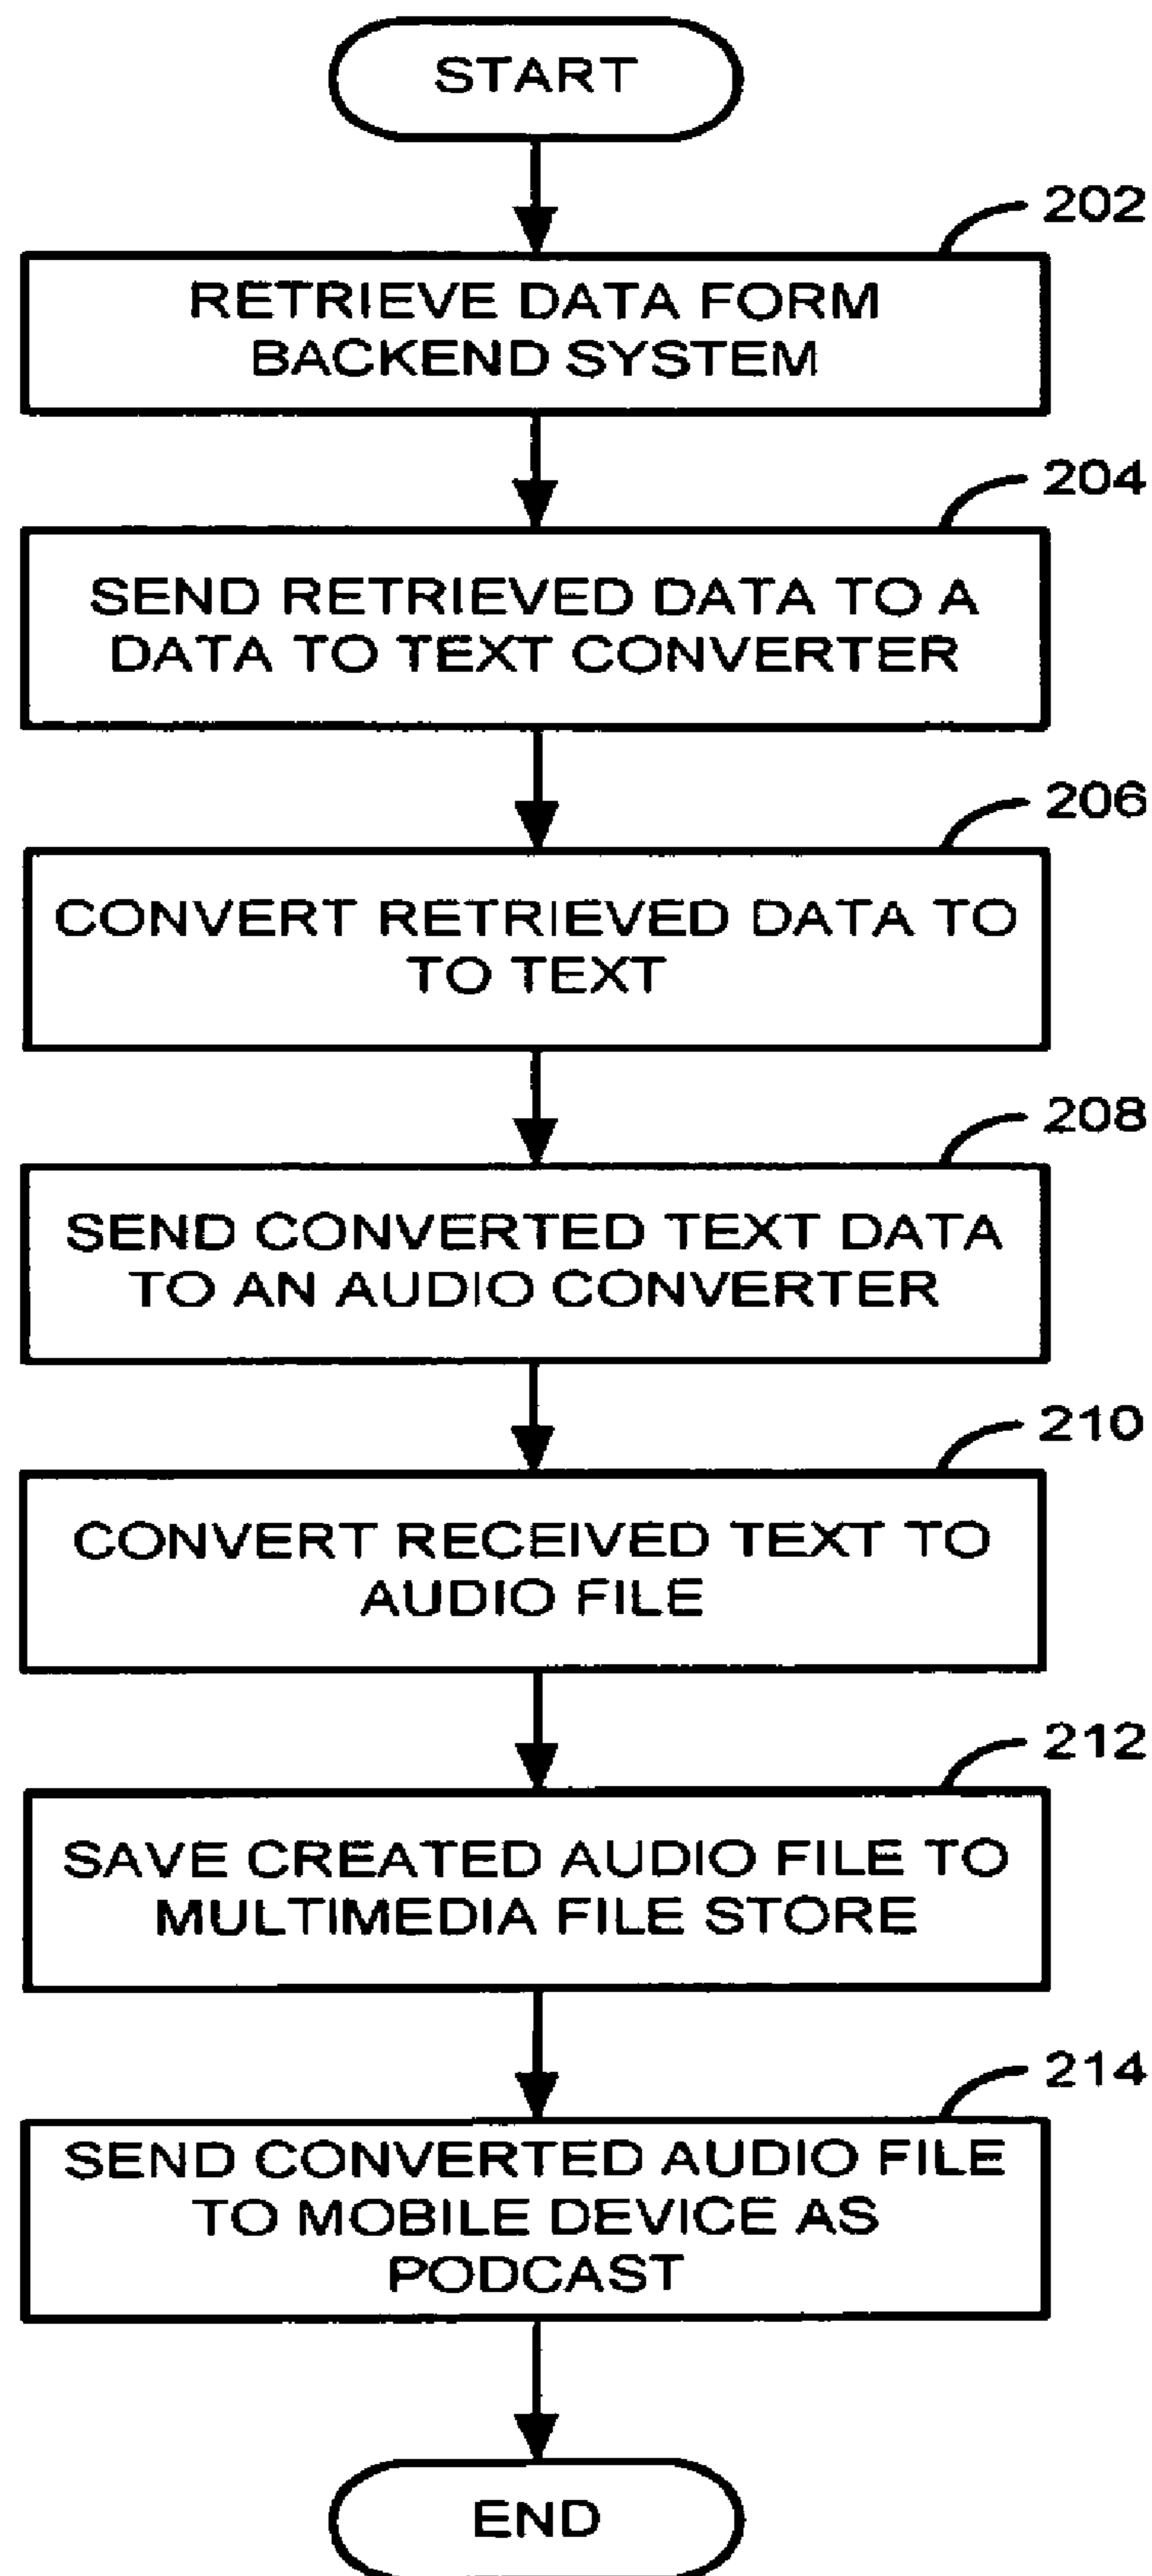 START
202
RETRIEVE DATA FORM
BACKEND SYSTEM
204
SEND RETRIEVED DATA TO A
DATA TO TEXT CONVERTER
206
CONVERT RETRIEVED DATA TO
TO TEXT
208
SEND CONVERTED TEXT DATA
TO AN AUDIO CONVERTER
210
CONVERT RECEIVED TEXT TO
AUDIO FILE
212
SAVE CREATED AUDIO FILE TO
MULTIMEDIA FILE STORE
214
SEND CONVERTED AUDIO FILE
TO MOBILE DEVICE AS
PODCAST
END